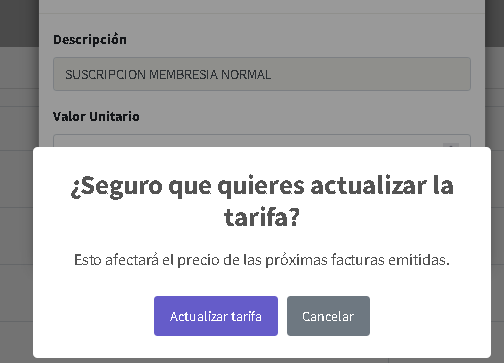 Descripción
SUSCRIPCION MEMBRESIA NORMAL
Valor Unitario
¿Seguro que quieres actualizar la
tarifa?
Esto afectará el precio de las próximas facturas emitidas.
Actualizar tarifa
Cancelar